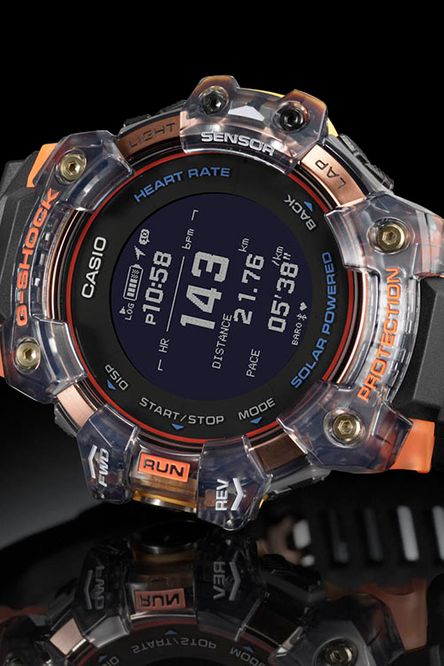 LIGHT
SENSOR
LAP
HEART RATE
BACK
G-SHOCK
CASIO
LOG
P10:58
bpm
HR
143
DISTANCE
21.76 km
PACE
05'38" /km
BARO
SOLAR POWERED
PROTECTION
DISP
START/STOP
MODE
FWD
RUN
REV